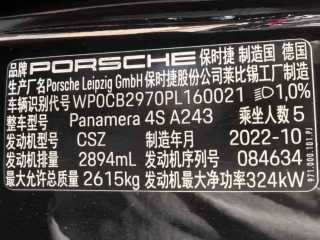 品牌 PORSCHE 保时捷 制造国 德国
生产厂名 Porsche Leipzig GmbH 保时捷股份公司莱比锡工厂制造
车辆识别代号 WP0CB2970PL160021 1,0%
整车型号 Panamera 4S A243 乘坐人数 5
发动机型号 CSZ 2022-10
发动机排量 2894mL 发动机序列号 084634
最大允许总质量 2615kg 发动机最大净功率 324kW